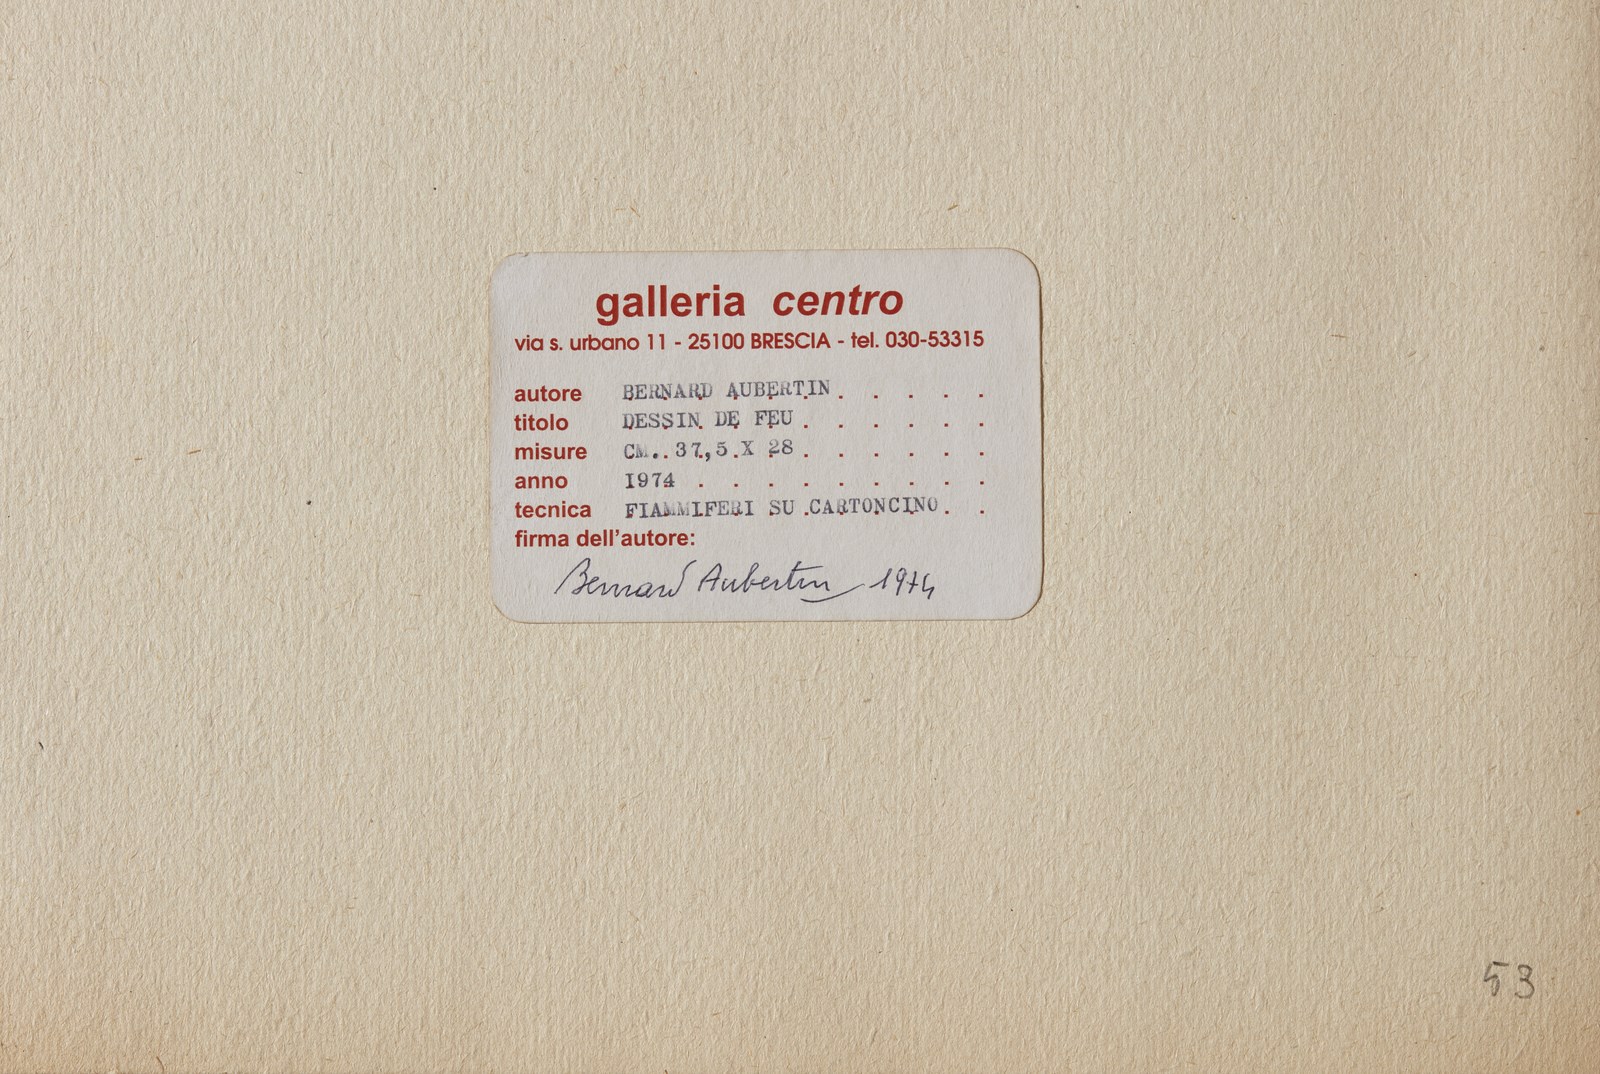 galleria centro
via s. urbano 11 - 25100 BRESCIA - tel. 030-53315
autore BERNARD AUBERTIN . . . . .
titolo DESSIN DE FEU . . . . . .
misure CM.. 37,5 X 28 . . . . . .
anno 1974 . . . . . . . . .
tecnica FIAMMIFERI SU CARTONCINO . .
firma dell'autore:
Bernard Aubertin 1974
53